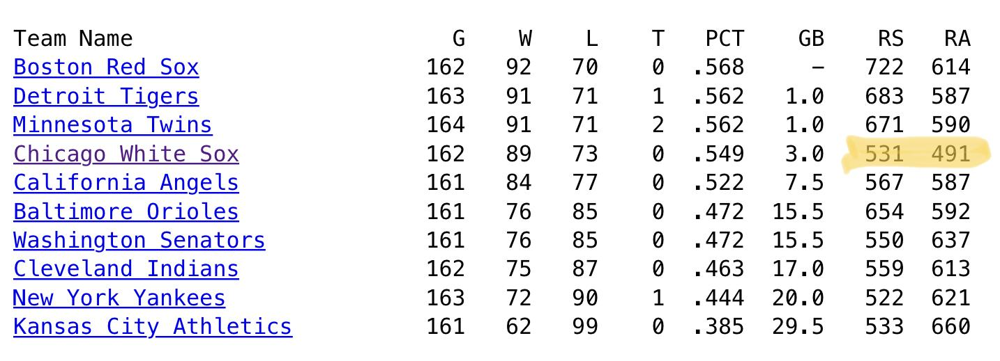 Team Name G W L T PCT GB RS RA
Boston Red Sox 162 92 70 0 .568 — 722 614
Detroit Tigers 163 91 71 1 .562 1.0 683 587
Minnesota Twins 164 91 71 2 .562 1.0 671 590
Chicago White Sox 162 89 73 0 .549 3.0 531 491
California Angels 161 84 77 0 .522 7.5 567 587
Baltimore Orioles 161 76 85 0 .472 15.5 654 592
Washington Senators 161 76 85 0 .472 15.5 550 637
Cleveland Indians 162 75 87 0 .463 17.0 559 613
New York Yankees 163 72 90 1 .444 20.0 522 621
Kansas City Athletics 161 62 99 0 .385 29.5 533 660